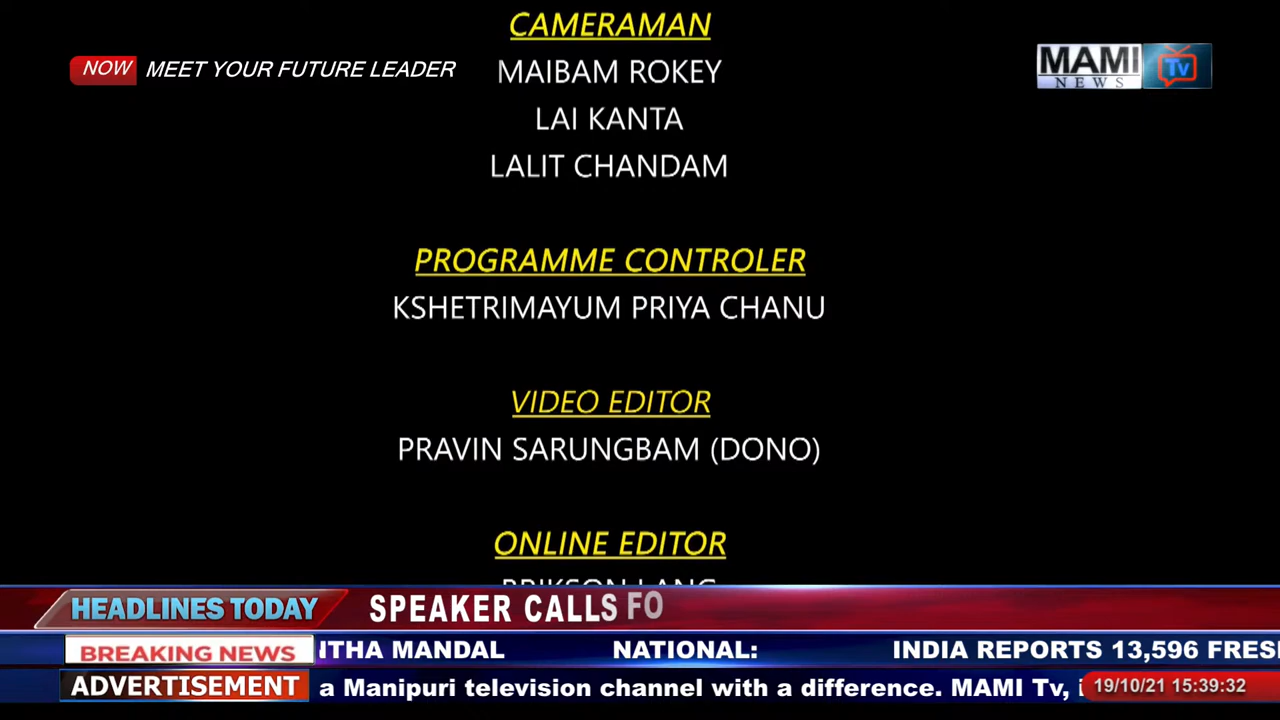 CAMERAMAN
NOW MEET YOUR FUTURE LEADER
MAIBAM ROKEY
MAMI Tv
NEWS
LAI KANTA
LALIT CHANDAM
PROGRAMME CONTROLER
KSHETRIMAYUM PRIYA CHANU
VIDEO EDITOR
PRAVIN SARUNGBAM (DONO)
ONLINE EDITOR
HEADLINES TODAY SPEAKER CALLS FO
BREAKING NEWS ITHA MANDAL NATIONAL: INDIA REPORTS 13,596 FRES
ADVERTISEMENT a Manipuri television channel with a difference. MAMI Tv, 19/10/21 15:39:32